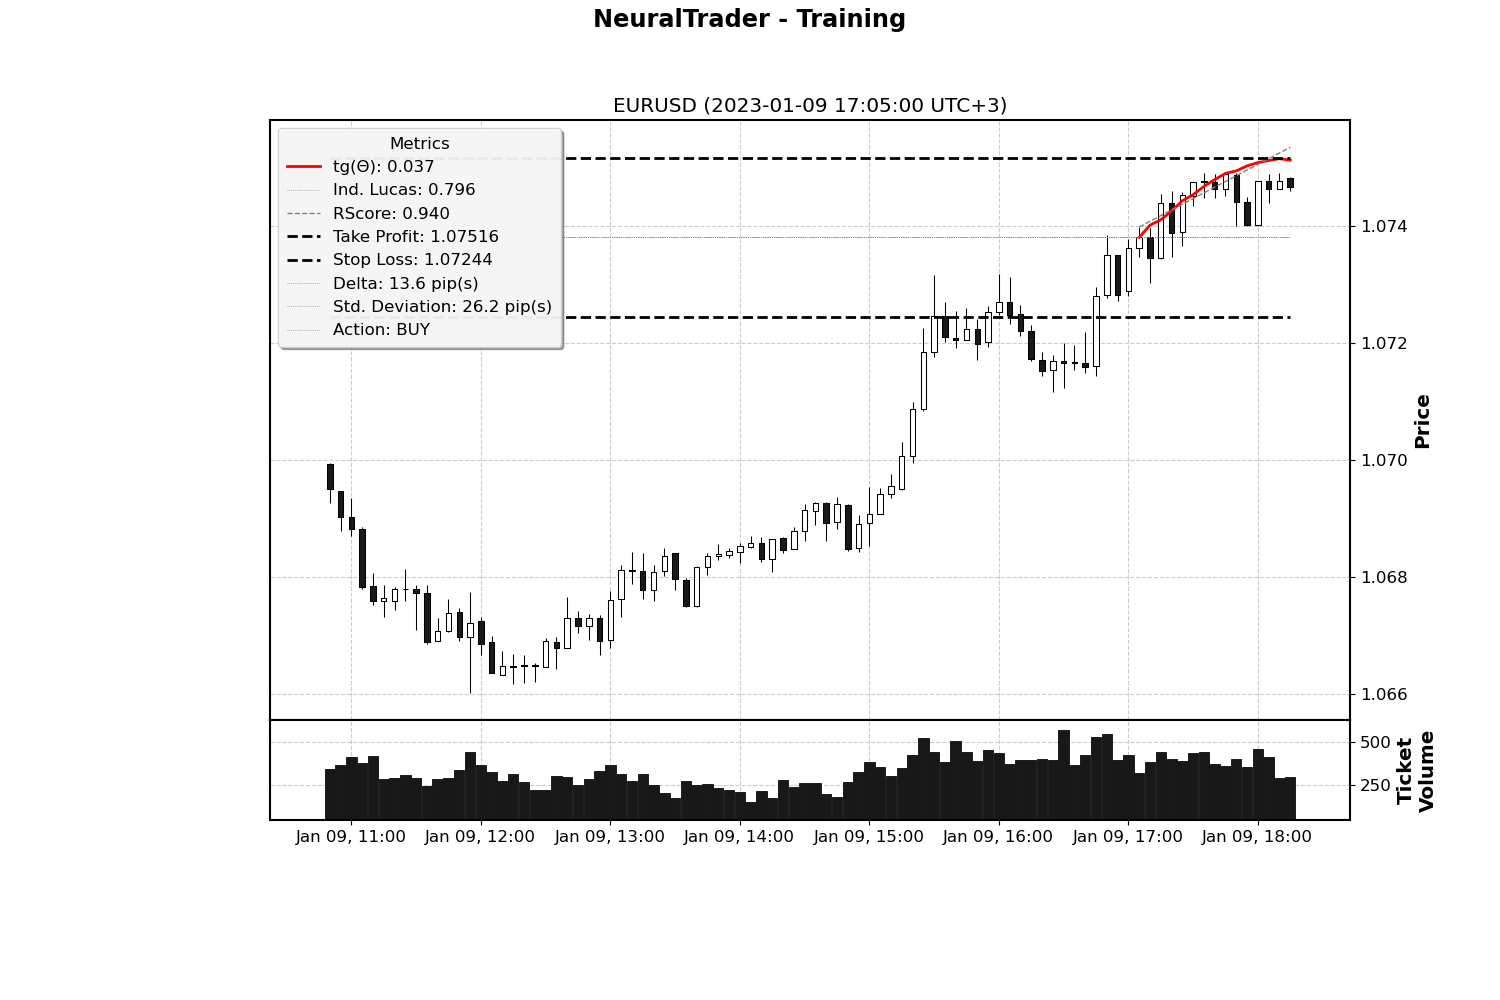 NeuralTrader - Training
EURUSD (2023-01-09 17:05:00 UTC+3)
Metrics
tg(Θ): 0.037
Ind. Lucas: 0.796
RScore: 0.940
Take Profit: 1.07516
Stop Loss: 1.07244
Delta: 13.6 pip(s)
Std. Deviation: 26.2 pip(s)
Action: BUY
1.074
1.072
1.070
1.068
1.066
Price
500
250
Ticket
Volume
Jan 09, 11:00
Jan 09, 12:00
Jan 09, 13:00
Jan 09, 14:00
Jan 09, 15:00
Jan 09, 16:00
Jan 09, 17:00
Jan 09, 18:00